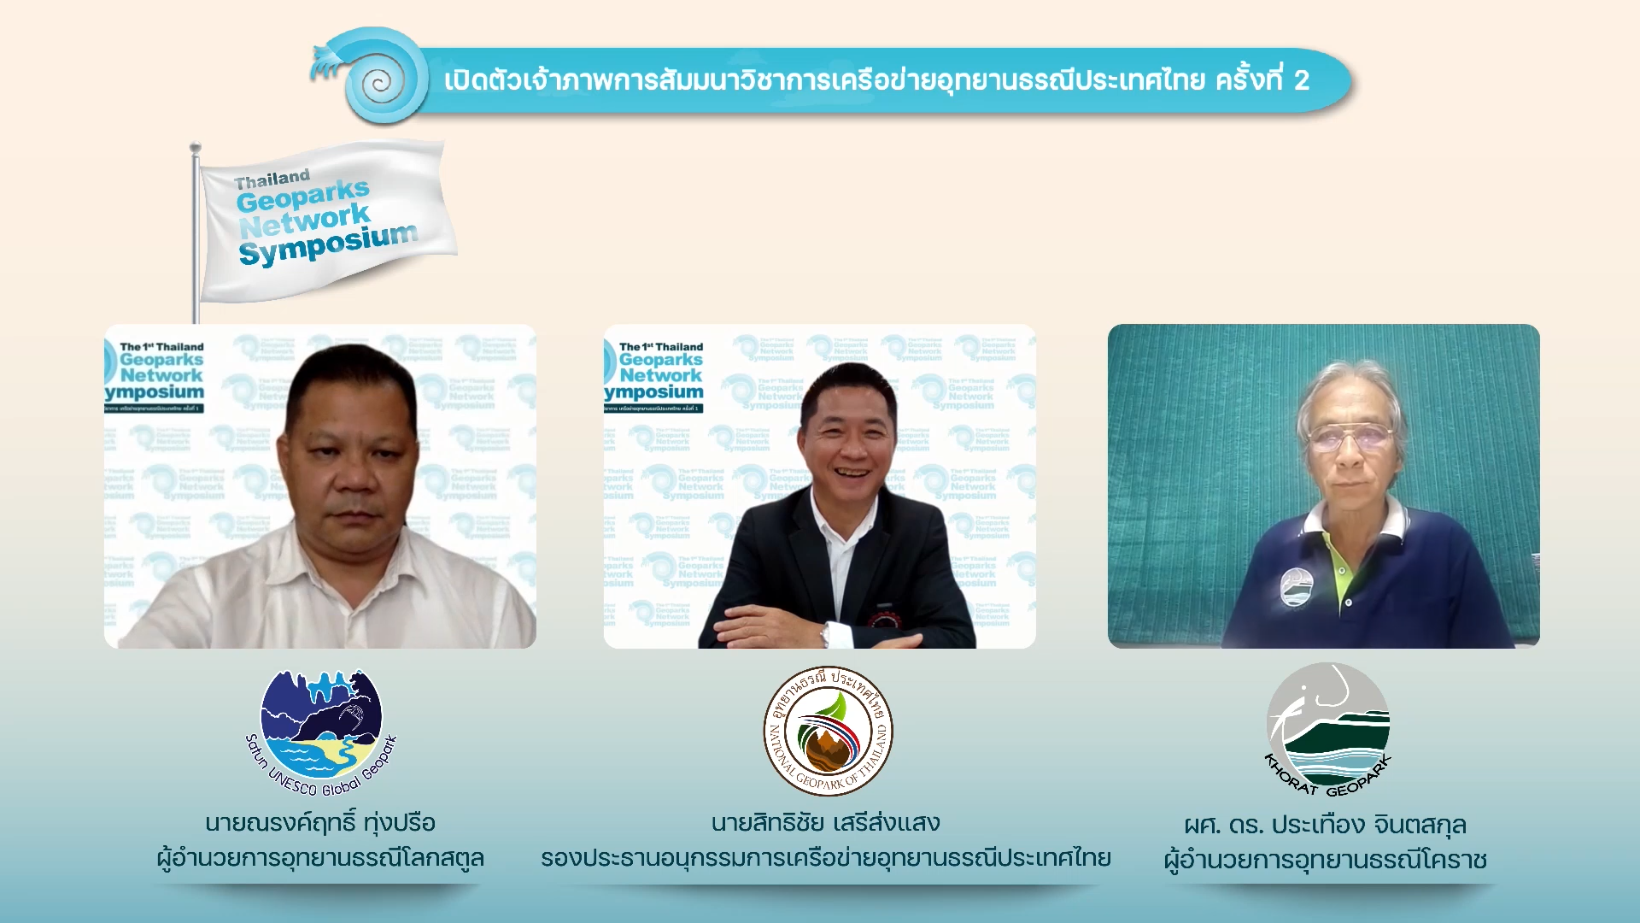 เปิดตัวเจ้าภาพการสัมมนาวิชาการเครือข่ายอุทยานธรณีประเทศไทย ครั้งที่ 2
Thailand
Geoparks
Network
Symposium
The 1st Thailand
Geoparks
Network
ymposium
The 1st Thailand
Geoparks
Network
ymposium
Satun UNESCO Global Geopark
อุทยานธรณี ประเทศไทย
NATIONAL GEOPARK OF THAILAND
KHORAT GEOPARK
นายณรงค์ฤทธิ์ ทุ่งปรือ
ผู้อำนวยการอุทยานธรณีโลกสตูล
นายสิทธิชัย เสรีส่งแสง
รองประธานอนุกรรมการเครือข่ายอุทยานธรณีประเทศไทย
ผศ. ดร. ประเทือง จินตสกุล
ผู้อำนวยการอุทยานธรณีโคราช